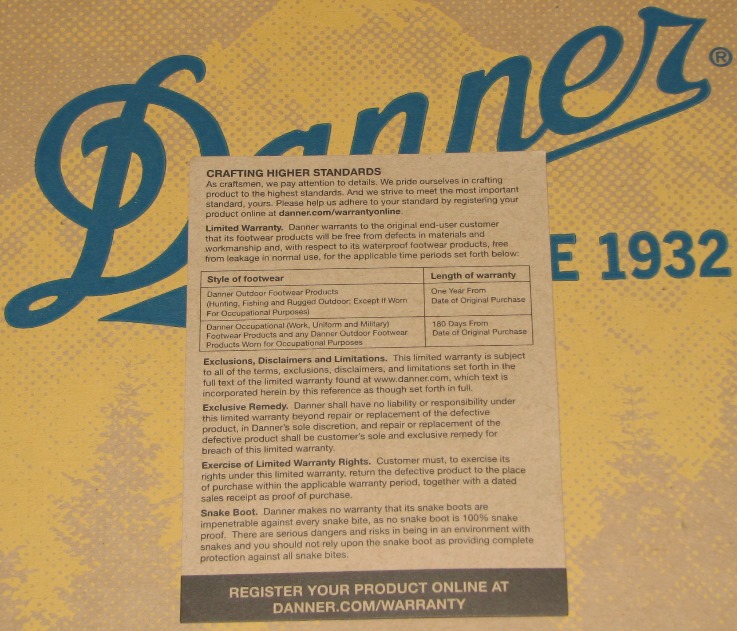 Danner®
E 1932
CRAFTING HIGHER STANDARDS
As craftsmen, we pay attention to details. We pride ourselves in crafting
product to the highest standards. And we strive to meet the most important
standard, yours. Please help us adhere to your standard by registering your
product online at danner.com/warrantyonline.
Limited Warranty. Danner warrants to the original end-user customer
that its footwear products will be free from defects in materials and
workmanship and, with respect to its waterproof footwear products, free
from leakage in normal use, for the applicable time periods set forth below:
Style of footwear Length of warranty
Danner Outdoor Footwear Products One Year From
(Hunting, Fishing and Rugged Outdoor; Except If Worn Date of Original Purchase
For Occupational Purposes)
Danner Occupational (Work, Uniform and Military) 180 Days From
Footwear Products and any Danner Outdoor Footwear Date of Original Purchase
Products Worn for Occupational Purposes
Exclusions, Disclaimers and Limitations. This limited warranty is subject
to all of the terms, exclusions, disclaimers, and limitations set forth in the
full text of the limited warranty found at www.danner.com, which text is
incorporated herein by this reference as though set forth in full.
Exclusive Remedy. Danner shall have no liability or responsibility under
this limited warranty beyond repair or replacement of the defective
product, in Danner's sole discretion, and repair or replacement of the
defective product shall be customer's sole and exclusive remedy for
breach of this limited warranty.
Exercise of Limited Warranty Rights. Customer must, to exercise its
rights under this limited warranty, return the defective product to the place
of purchase within the applicable warranty period, together with a dated
sales receipt as proof of purchase.
Snake Boot. Danner makes no warranty that its snake boots are
impenetrable against every snake bite, as no snake boot is 100% snake
proof. There are serious dangers and risks in being in an environment with
snakes and you should not rely upon the snake boot as providing complete
protection against all snake bites.
REGISTER YOUR PRODUCT ONLINE AT
DANNER.COM/WARRANTY